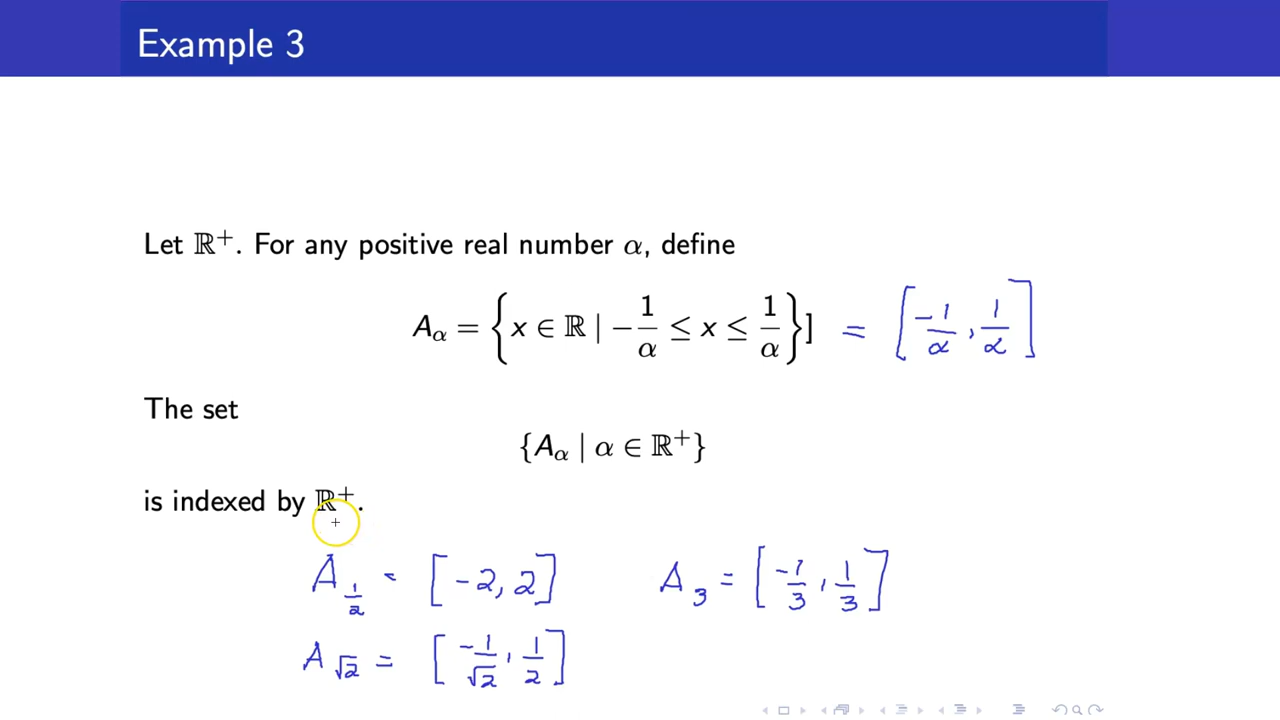 Example 3
Let ℝ⁺. For any positive real number α, define
A_α = {x ∈ ℝ | −1/α ≤ x ≤ 1/α}] = [-1/α, 1/α]
The set
{A_α | α ∈ ℝ⁺}
is indexed by ℝ⁺.
A_{1/2} = [-2, 2] A_3 = [-1/3, 1/3]
A_{√2} = [-1/√2, 1/2]